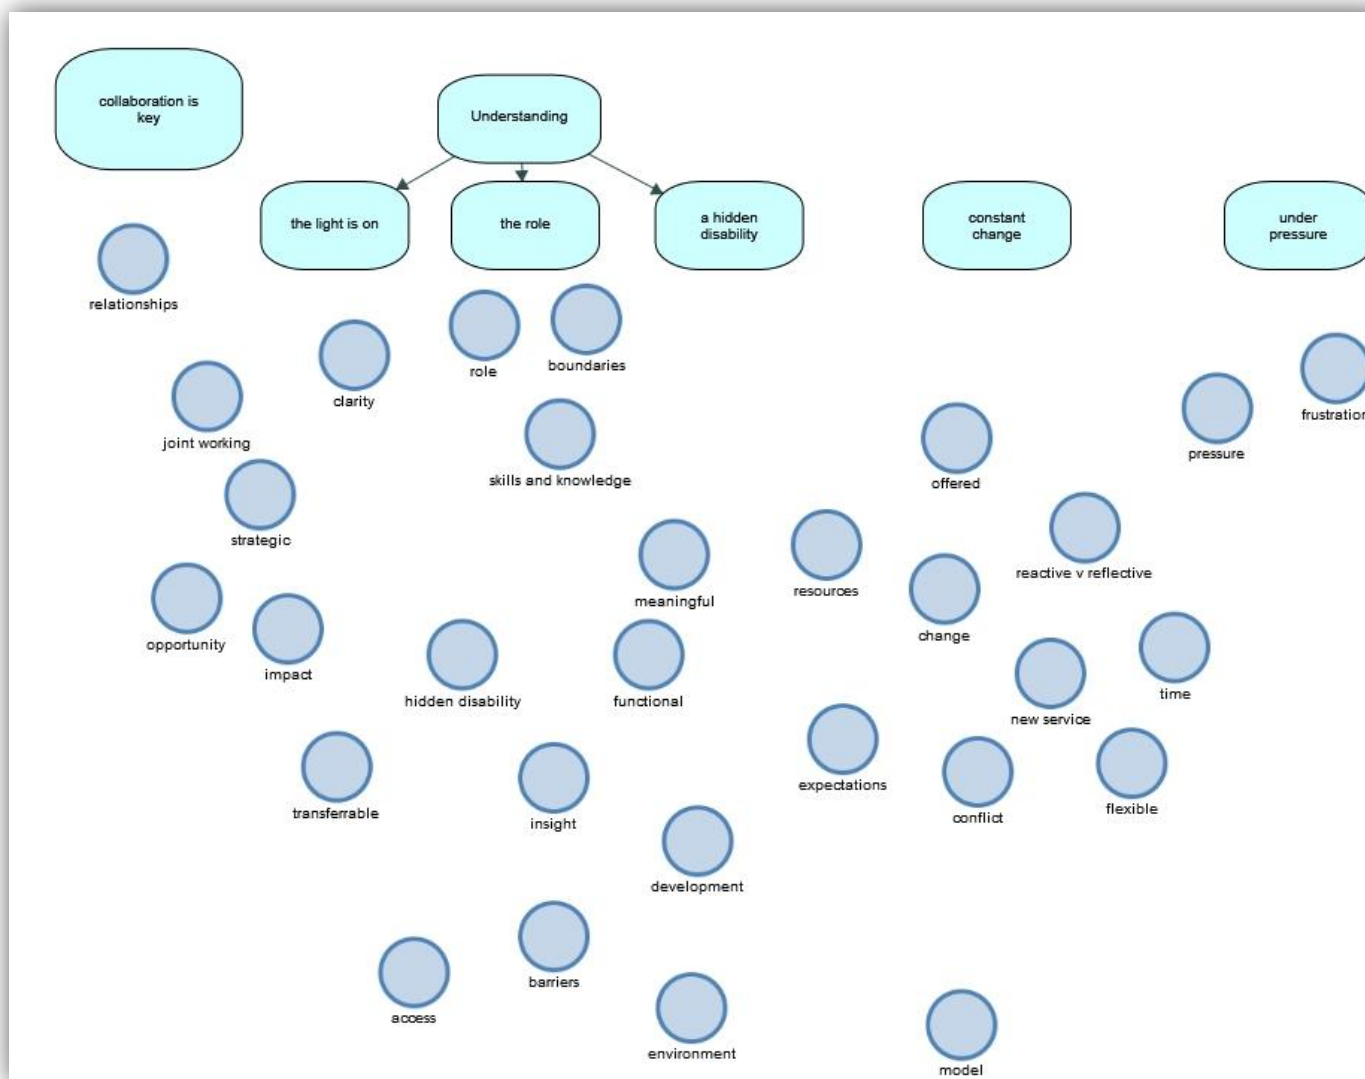 collaboration is
key
Understanding
the light is on
the role
a hidden
disability
constant
change
under
pressure
relationships
clarity
role
boundaries
joint working
skills and knowledge
offered
pressure
frustration
strategic
meaningful
resources
reactive v reflective
opportunity
impact
hidden disability
functional
change
new service
time
transferrable
insight
expectations
conflict
flexible
development
access
barriers
environment
model